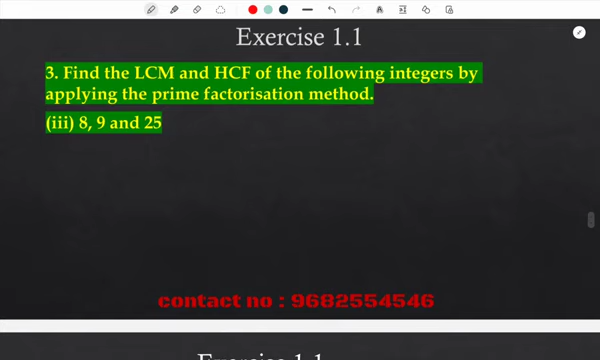 Exercise 1.1
3. Find the LCM and HCF of the following integers by
applying the prime factorisation method.
(iii) 8, 9 and 25
contact no : 9682554546
Exercise 1.1